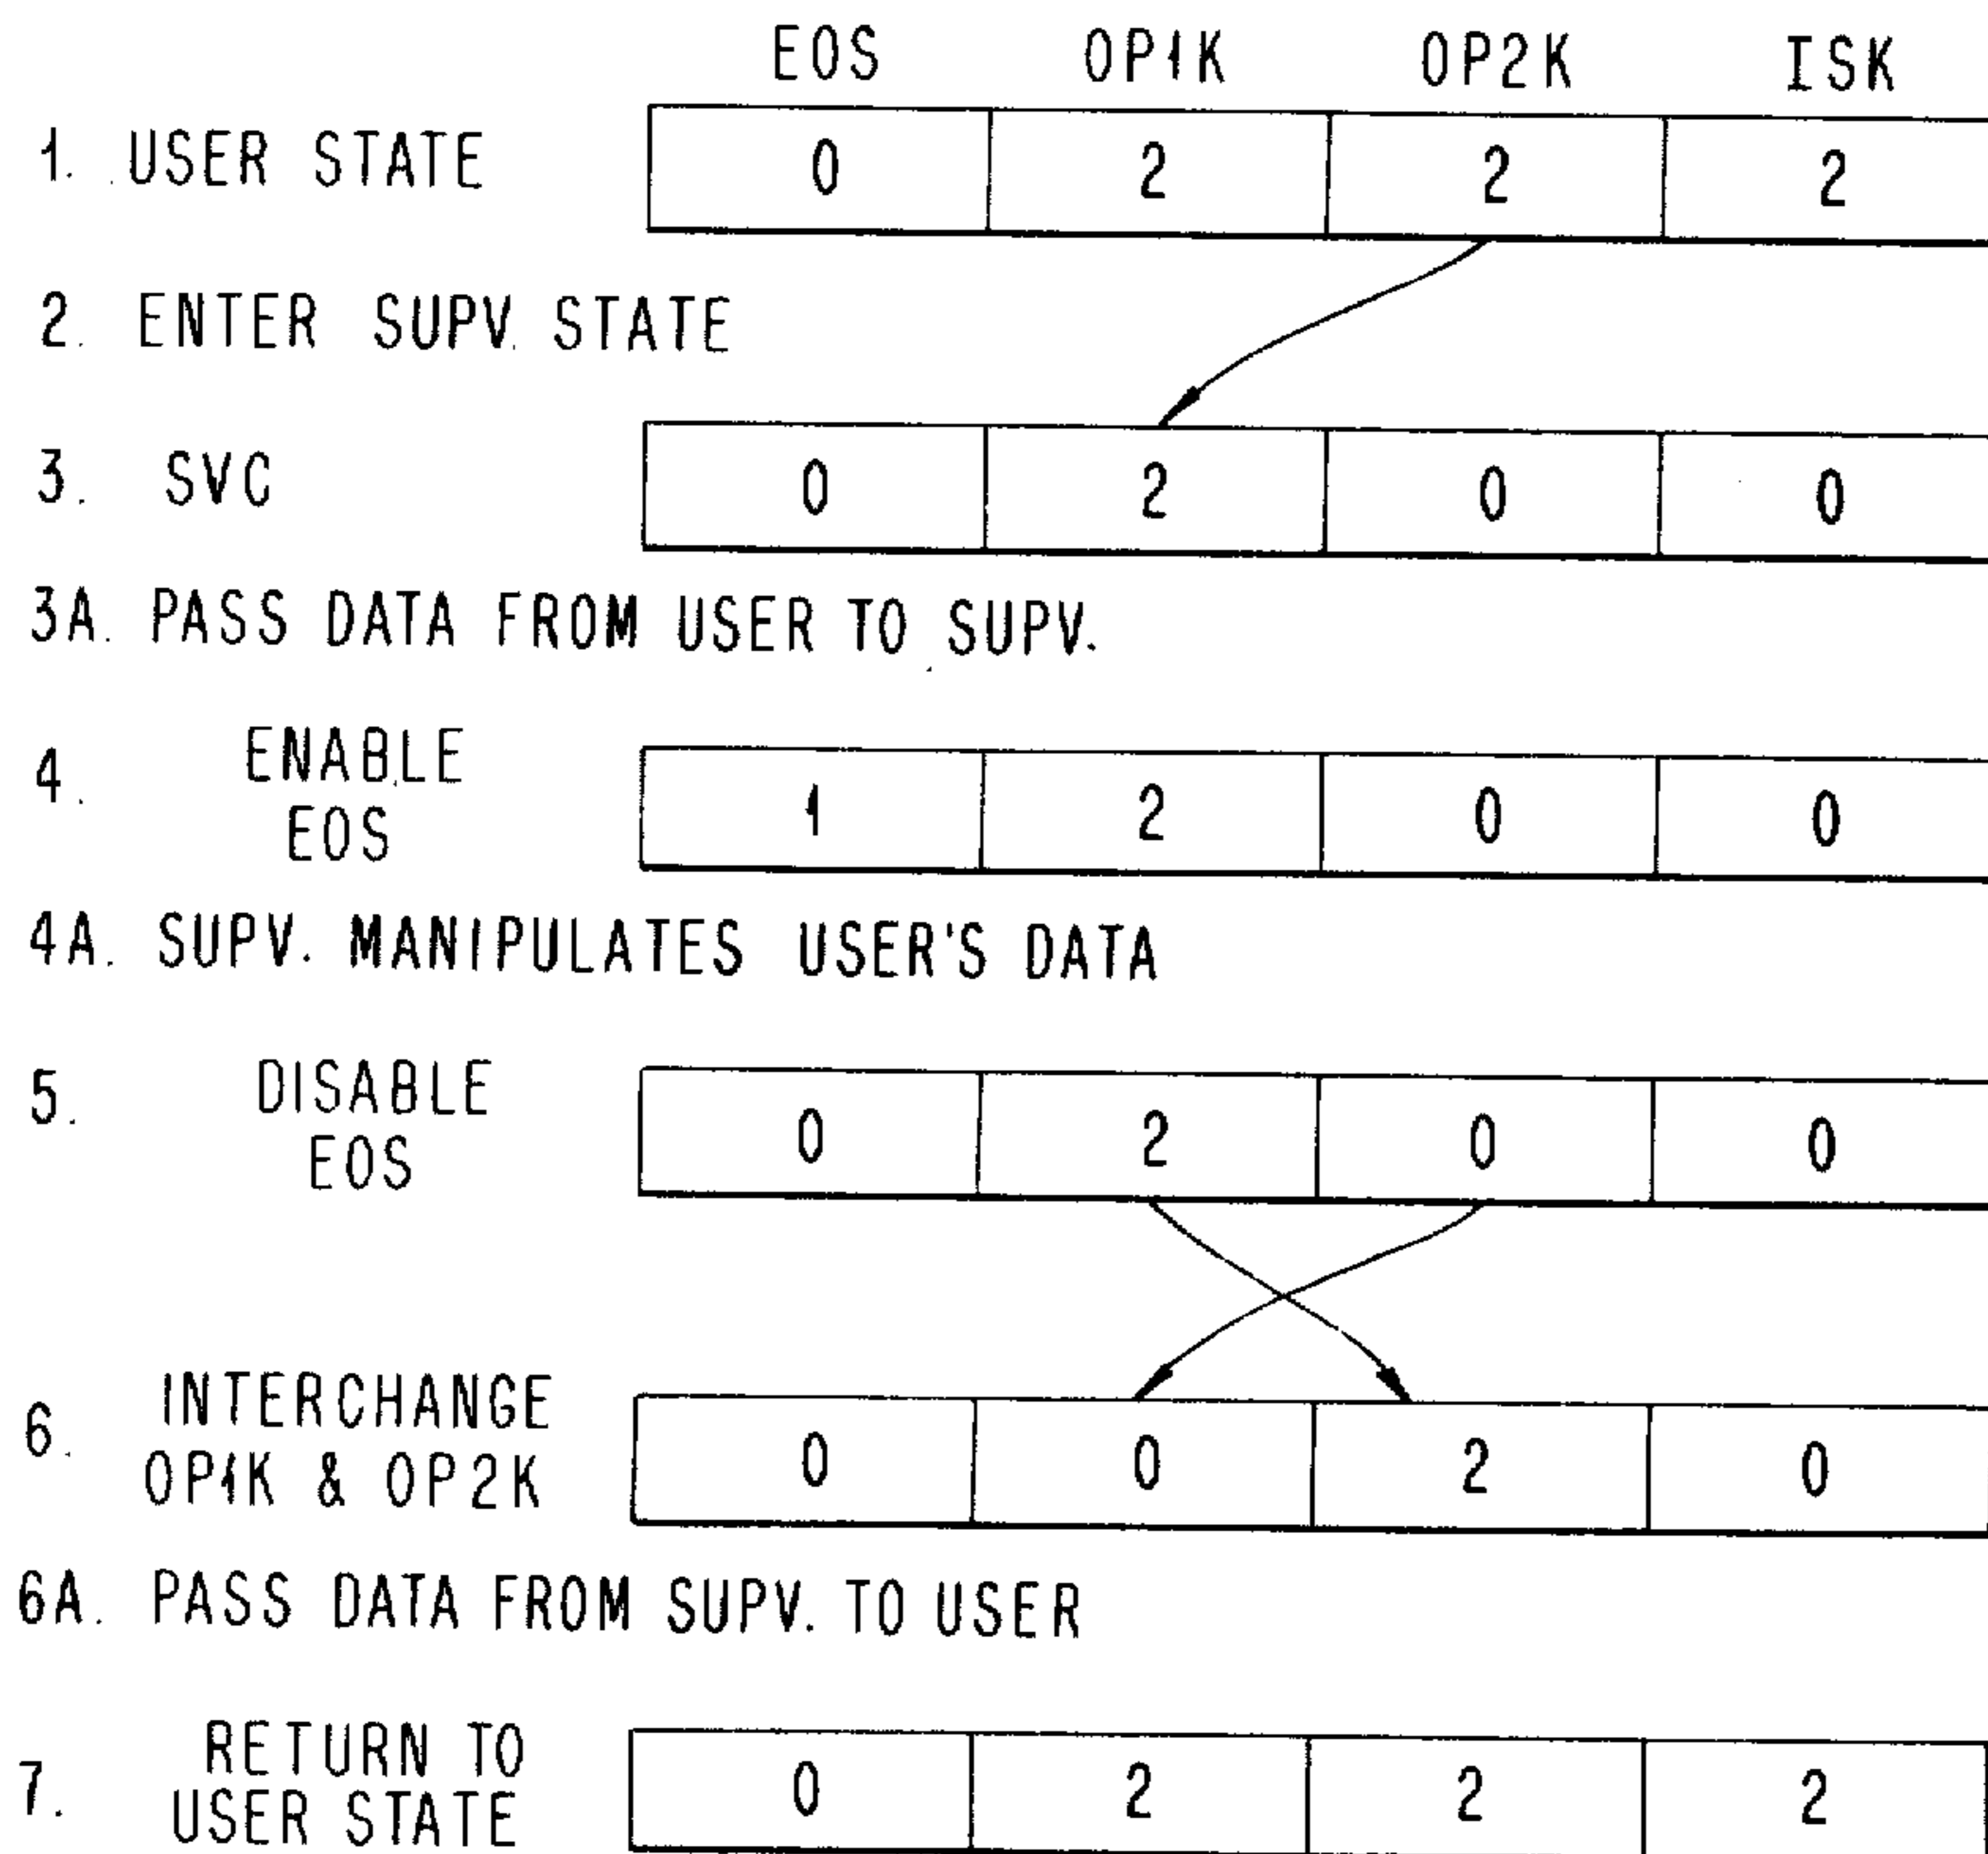 EOS OP1K OP2K ISK
1. USER STATE 0 2 2 2
2. ENTER SUPV. STATE
3. SVC 0 2 0 0
3A. PASS DATA FROM USER TO SUPV.
4. ENABLE EOS 1 2 0 0
4A. SUPV. MANIPULATES USER'S DATA
5. DISABLE EOS 0 2 0 0
6. INTERCHANGE OP1K & OP2K 0 0 2 0
6A. PASS DATA FROM SUPV. TO USER
7. RETURN TO USER STATE 0 2 2 2